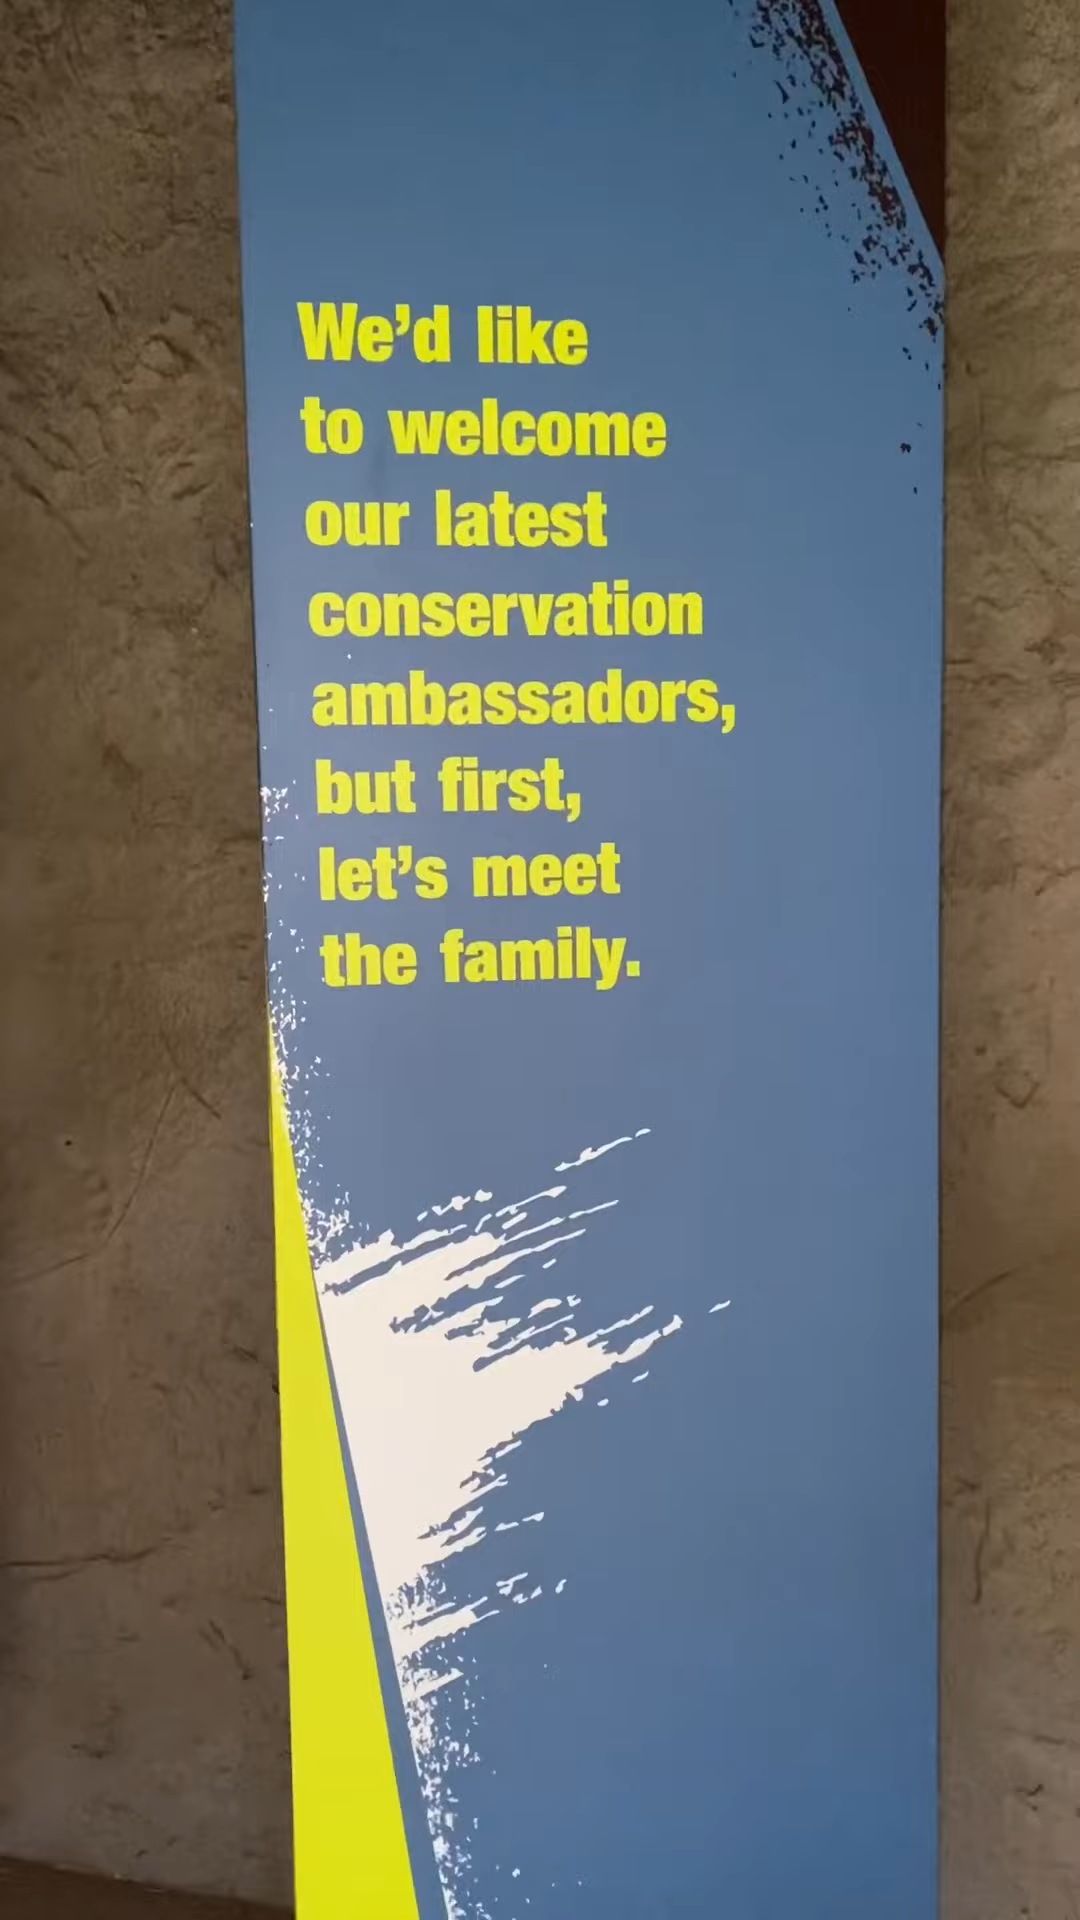 We’d like
to welcome
our latest
conservation
ambassadors,
but first,
let’s meet
the family.